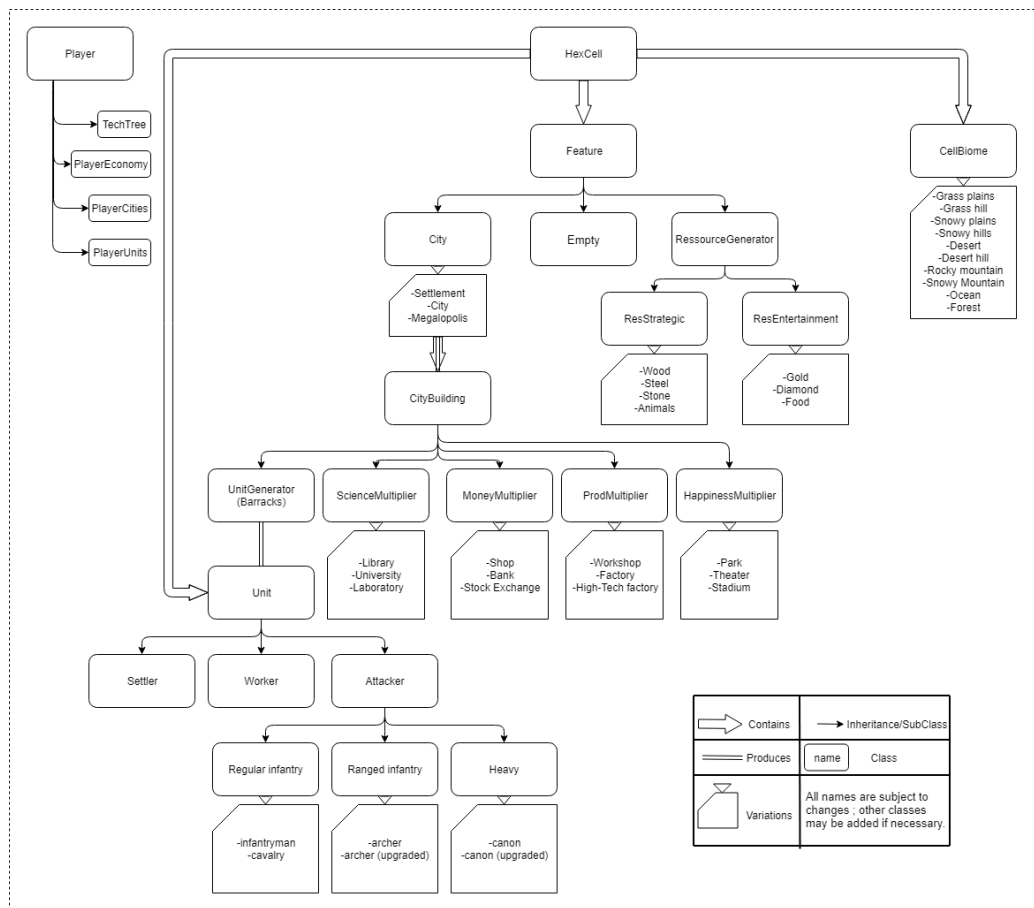 Player
TechTree
PlayerEconomy
PlayerCities
PlayerUnits
HexCell
Feature
CellBiome
-Grass plains
-Grass hill
-Snowy plains
-Snowy hills
-Desert
-Desert hill
-Rocky mountain
-Snowy Mountain
-Ocean
-Forest
City
Empty
RessourceGenerator
-Settlement
-City
-Megalopolis
ResStrategic
ResEntertainment
-Wood
-Steel
-Stone
-Animals
-Gold
-Diamond
-Food
CityBuilding
UnitGenerator
(Barracks)
ScienceMultiplier
MoneyMultiplier
ProdMultiplier
HappinessMultiplier
-Library
-University
-Laboratory
-Shop
-Bank
-Stock Exchange
-Workshop
-Factory
-High-Tech factory
-Park
-Theater
-Stadium
Unit
Settler
Worker
Attacker
Regular infantry
Ranged infantry
Heavy
-infantryman
-cavalry
-archer
-archer (upgraded)
-canon
-canon (upgraded)
Contains
Inheritance/SubClass
Produces
name
Class
Variations
All names are subject to
changes ; other classes
may be added if necessary.